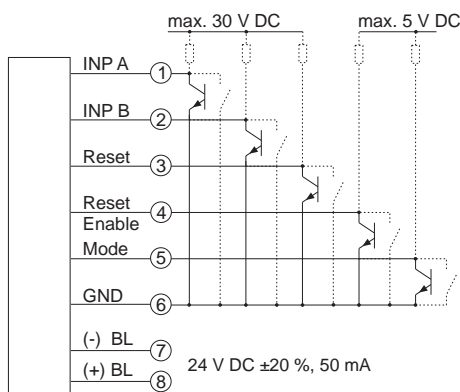 max. 30 V DC
max. 5 V DC
INP A 1
INP B 2
Reset 3
Reset 4
Enable
Mode 5
GND 6
(-) BL 7
24 V DC ±20 %, 50 mA
(+) BL 8